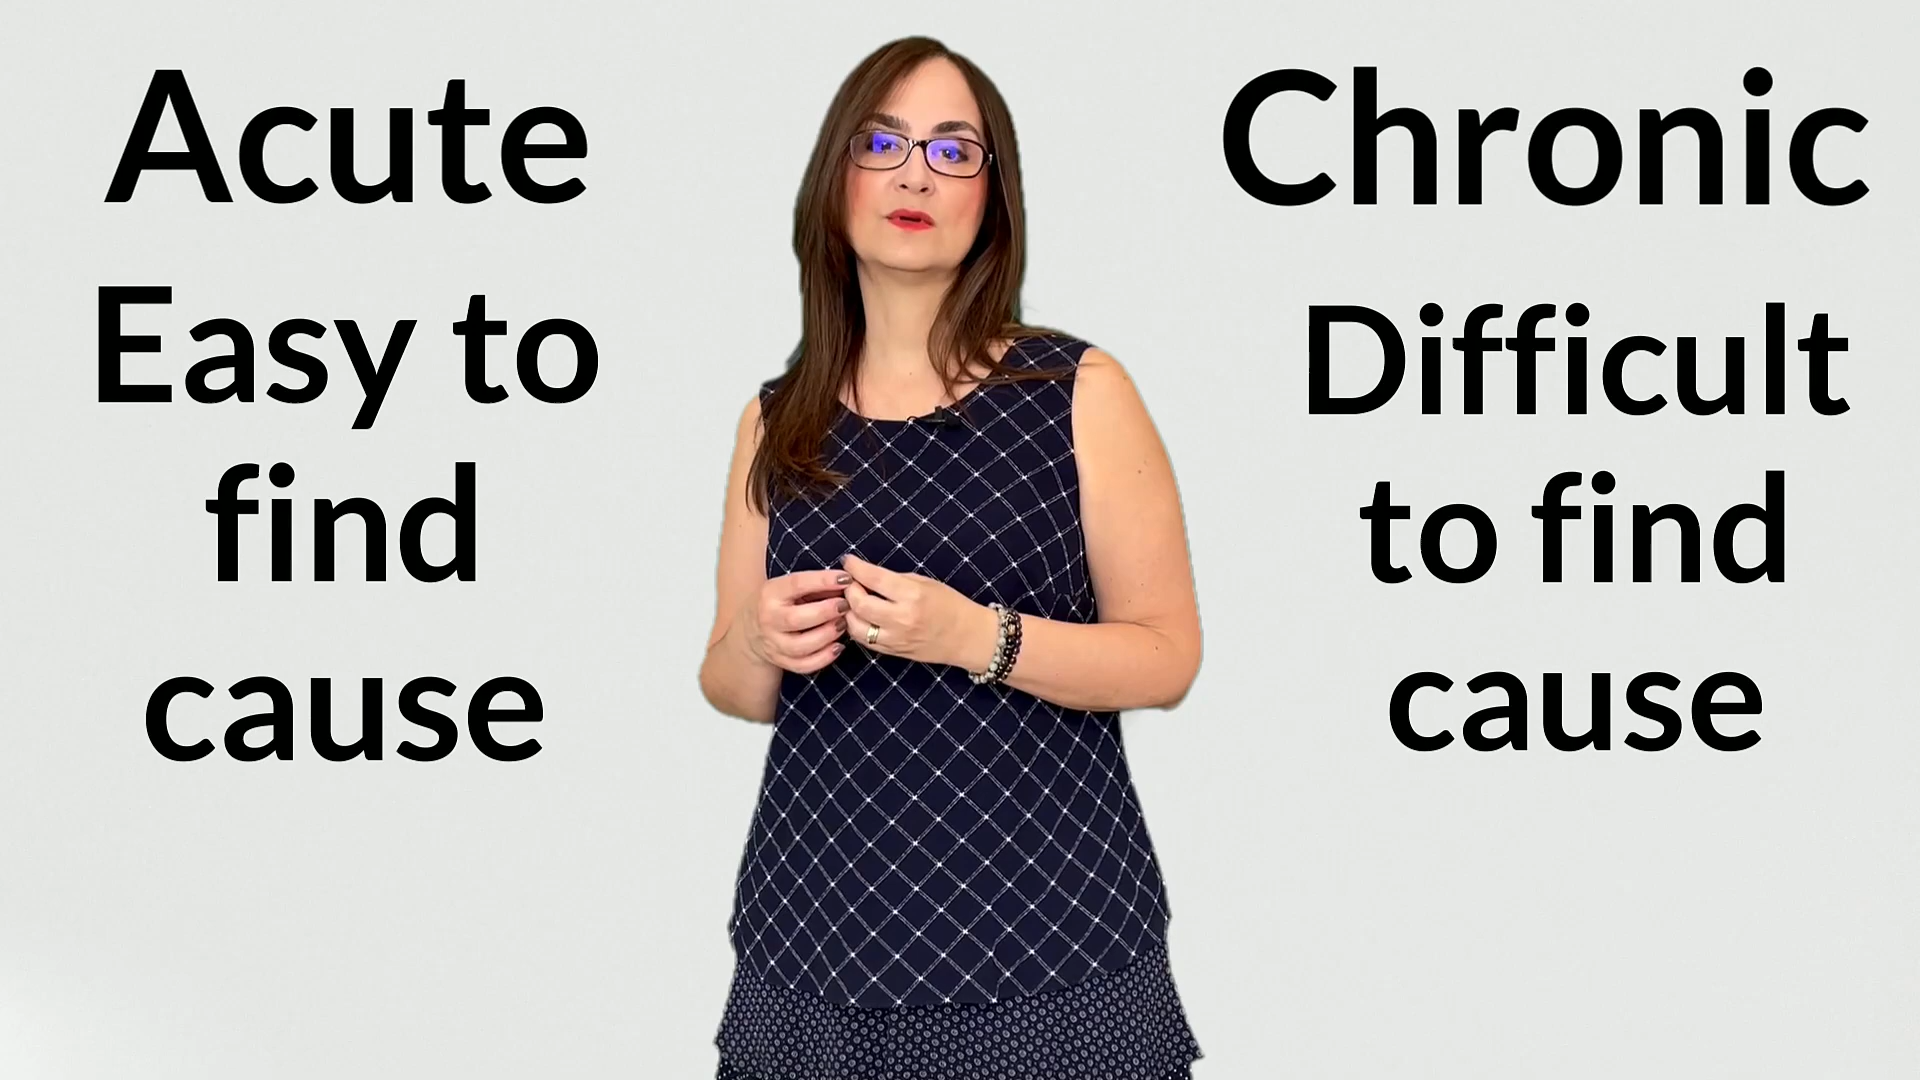 Acute
Easy to
find
cause
Chronic
Difficult
to find
cause